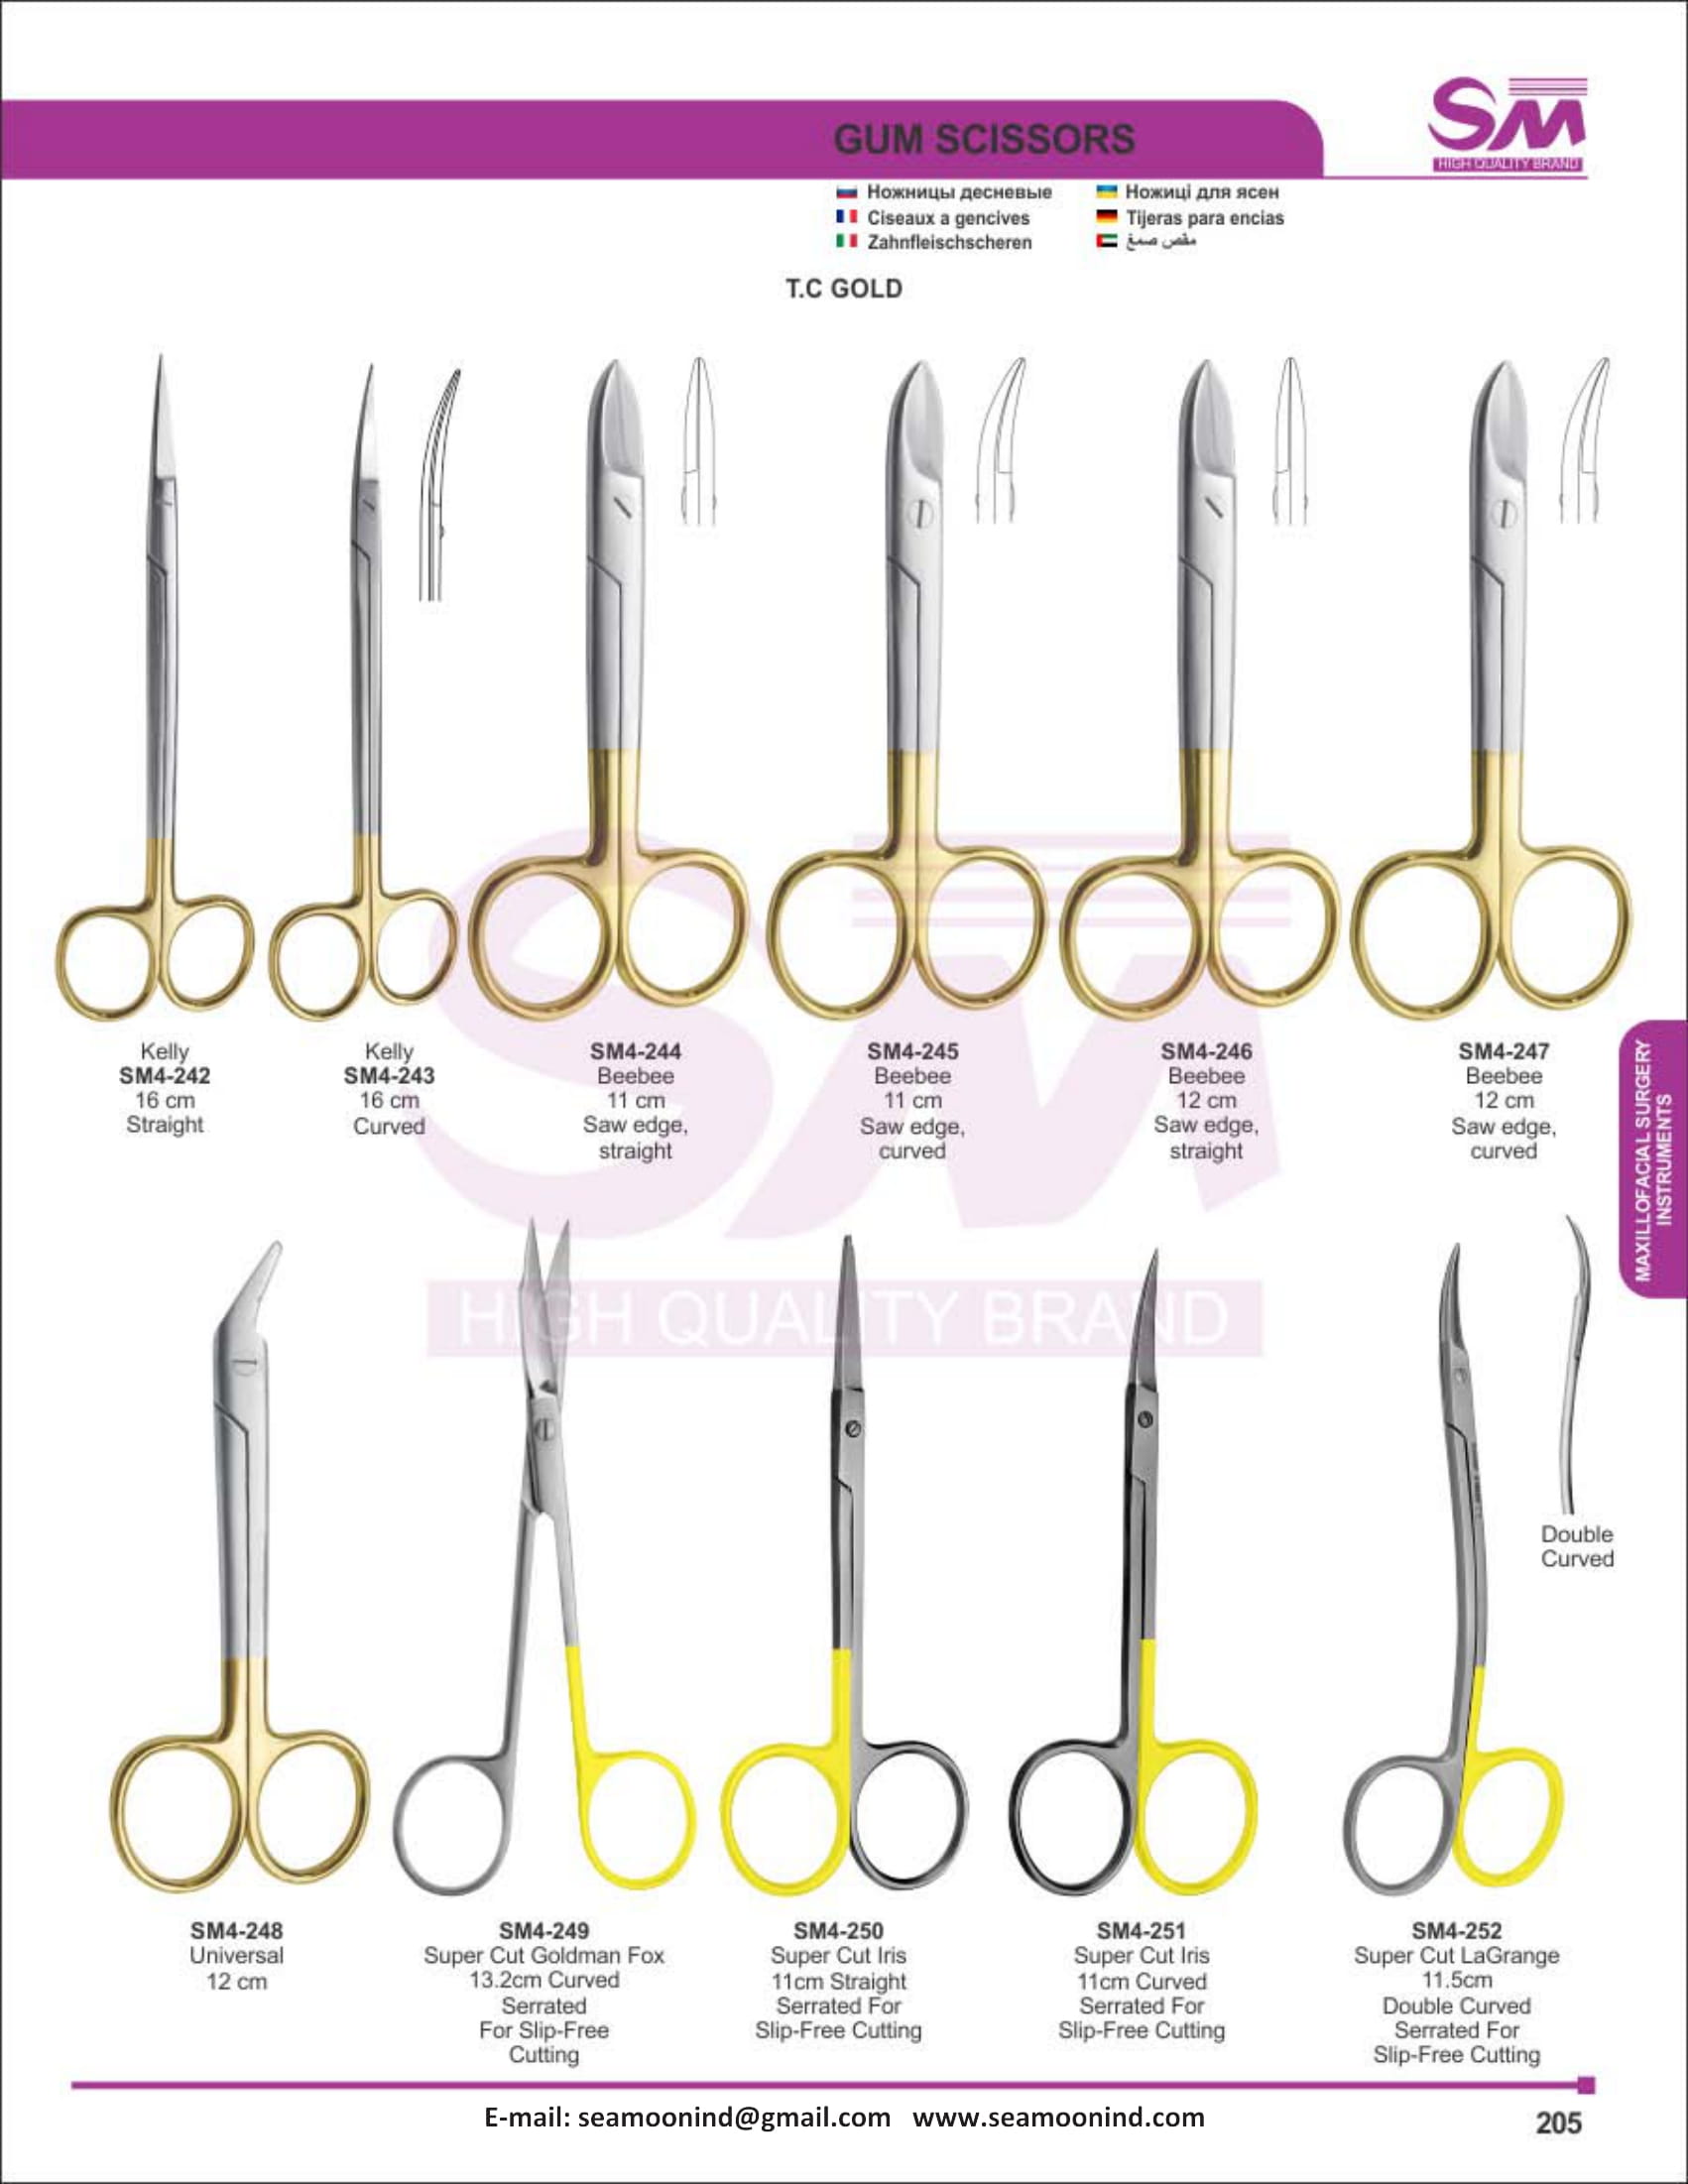 SM
HIGH QUALITY BRAND
GUM SCISSORS
Ножницы десневые
Ножиці для ясен
Ciseaux a gencives
Tijeras para encias
Zahnfleischscheren
مقص صمغ
T.C GOLD
Kelly
SM4-242
16 cm
Straight
Kelly
SM4-243
16 cm
Curved
SM4-244
Beebee
11 cm
Saw edge,
straight
SM4-245
Beebee
11 cm
Saw edge,
curved
SM4-246
Beebee
12 cm
Saw edge,
straight
SM4-247
Beebee
12 cm
Saw edge,
curved
MAXILLOFACIAL SURGERY
INSTRUMENTS
SM
HIGH QUALITY BRAND
Double
Curved
SM4-248
Universal
12 cm
SM4-249
Super Cut Goldman Fox
13.2cm Curved
Serrated
For Slip-Free
Cutting
SM4-250
Super Cut Iris
11cm Straight
Serrated For
Slip-Free Cutting
SM4-251
Super Cut Iris
11cm Curved
Serrated For
Slip-Free Cutting
SM4-252
Super Cut LaGrange
11.5cm
Double Curved
Serrated For
Slip-Free Cutting
E-mail: seamoonind@gmail.com www.seamoonind.com
205